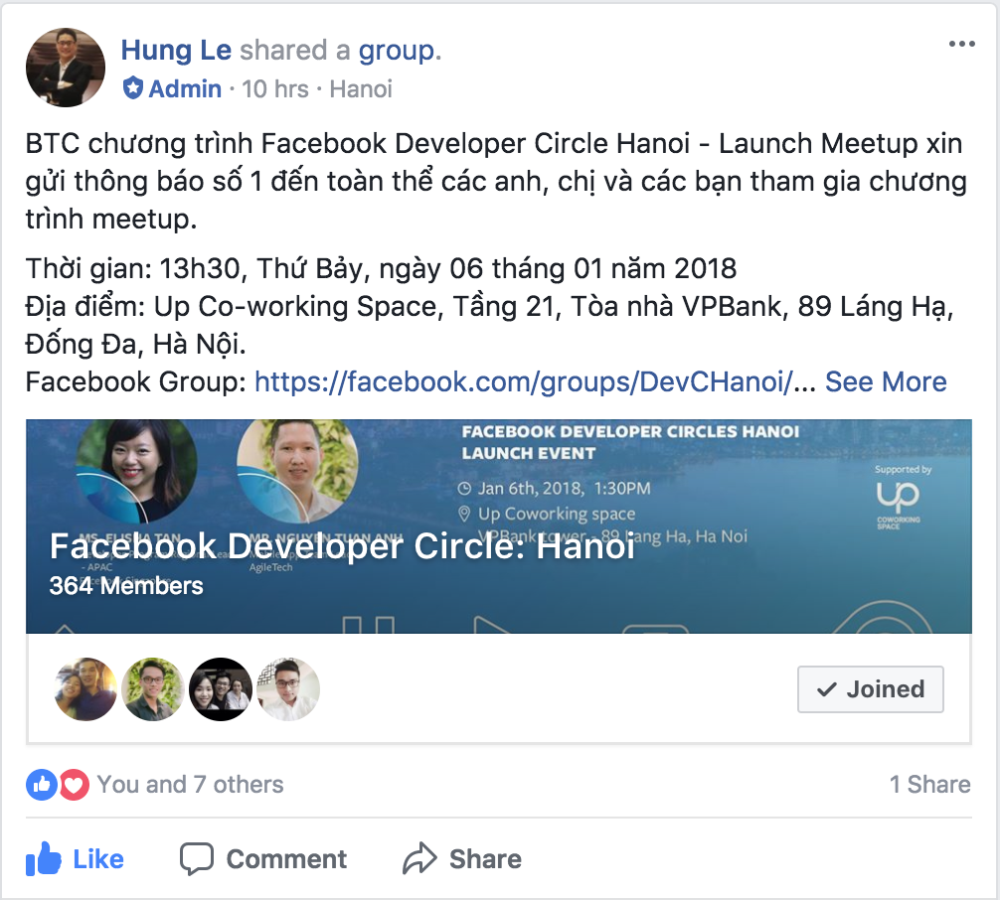 Hung Le shared a group.
Admin · 10 hrs · Hanoi
BTC chương trình Facebook Developer Circle Hanoi - Launch Meetup xin
gửi thông báo số 1 đến toàn thể các anh, chị và các bạn tham gia chương
trình meetup.
Thời gian: 13h30, Thứ Bảy, ngày 06 tháng 01 năm 2018
Địa điểm: Up Co-working Space, Tầng 21, Tòa nhà VPBank, 89 Láng Hạ,
Đống Đa, Hà Nội.
Facebook Group: https://facebook.com/groups/DevCHanoi/... See More
FACEBOOK DEVELOPER CIRCLES HANOI
LAUNCH EVENT
Jan 6th, 2018, 1:30PM
Up Coworking space
VPBank tower - 89 Lang Ha, Ha Noi
Supported by
UP
COWORKING
SPACE
MS. ELISHA TAN
- APAC
MR. NGUYEN TUAN ANH
AgileTech
Facebook Developer Circle: Hanoi
364 Members
Joined
You and 7 others
1 Share
Like
Comment
Share